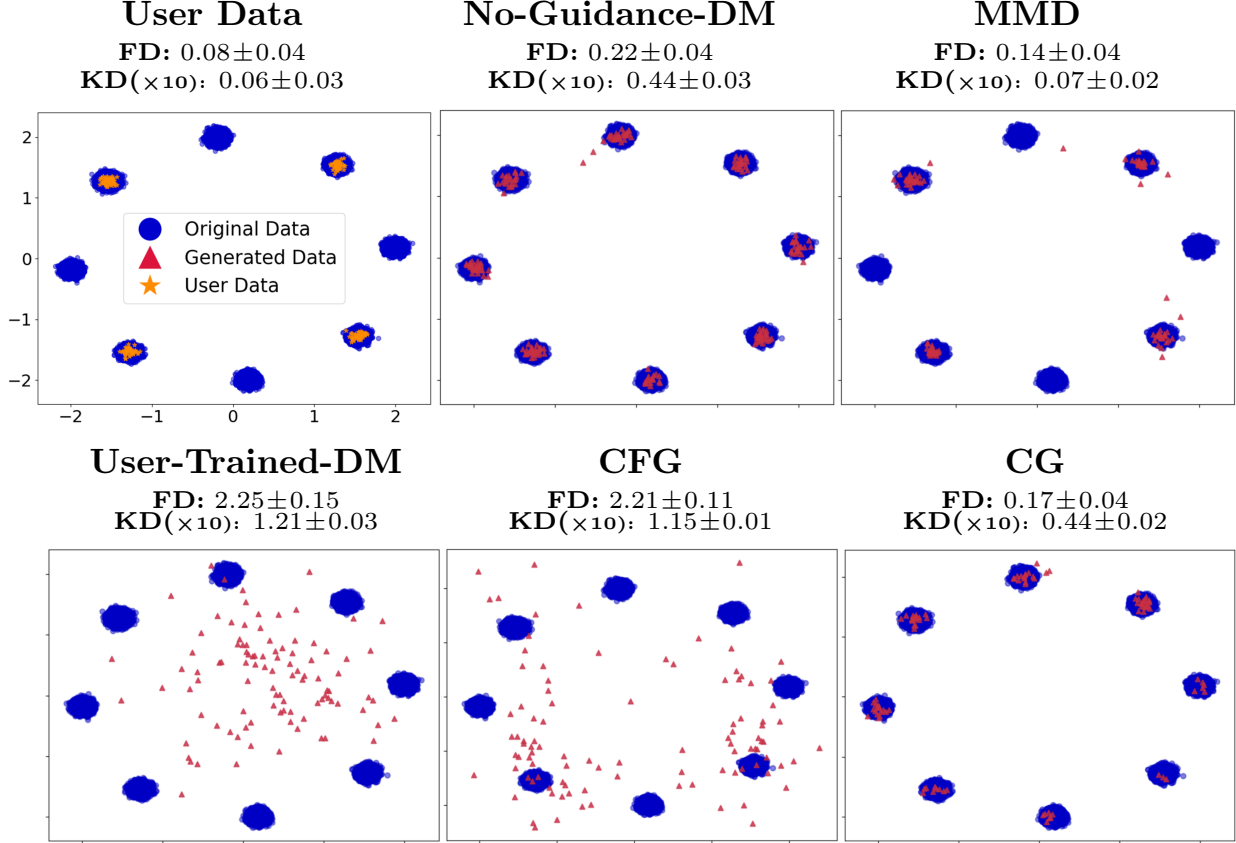 User Data
FD: 0.08±0.04
KD(×10): 0.06±0.03
No-Guidance-DM
FD: 0.22±0.04
KD(×10): 0.44±0.03
MMD
FD: 0.14±0.04
KD(×10): 0.07±0.02
2
1
0
−1
−2
−2
−1
0
1
2
Original Data
Generated Data
User Data
User-Trained-DM
FD: 2.25±0.15
KD(×10): 1.21±0.03
CFG
FD: 2.21±0.11
KD(×10): 1.15±0.01
CG
FD: 0.17±0.04
KD(×10): 0.44±0.02